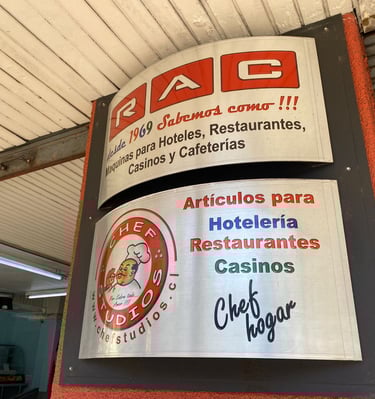 RAC
desde 1969 Sabemos como !!!
Maquinas para Hoteles, Restaurantes,
Casinos y Cafeterías
Artículos para
Hotelería
Restaurantes
Casinos
Chef
hogar
CHEF
STUDIOS
www.chefstudios.cl